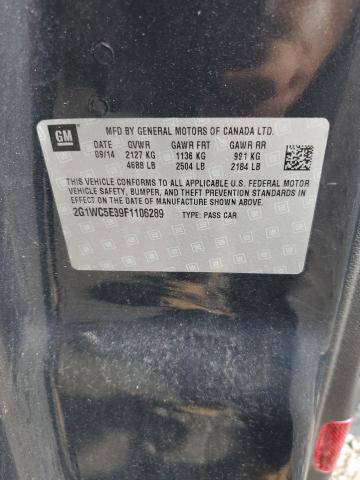 GM
MFD BY GENERAL MOTORS OF CANADA LTD.
DATE GVWR GAWR FRT GAWR RR
09/14 2127 KG 1136 KG 991 KG
4688 LB 2504 LB 2184 LB
THIS VEHICLE CONFORMS TO ALL APPLICABLE U.S. FEDERAL MOTOR
VEHICLE SAFETY, BUMPER, AND THEFT PREVENTION STANDARDS
IN EFFECT ON THE DATE OF MANUFACTURE SHOWN ABOVE.
2G1WC5E39F1106289 TYPE: PASS CAR